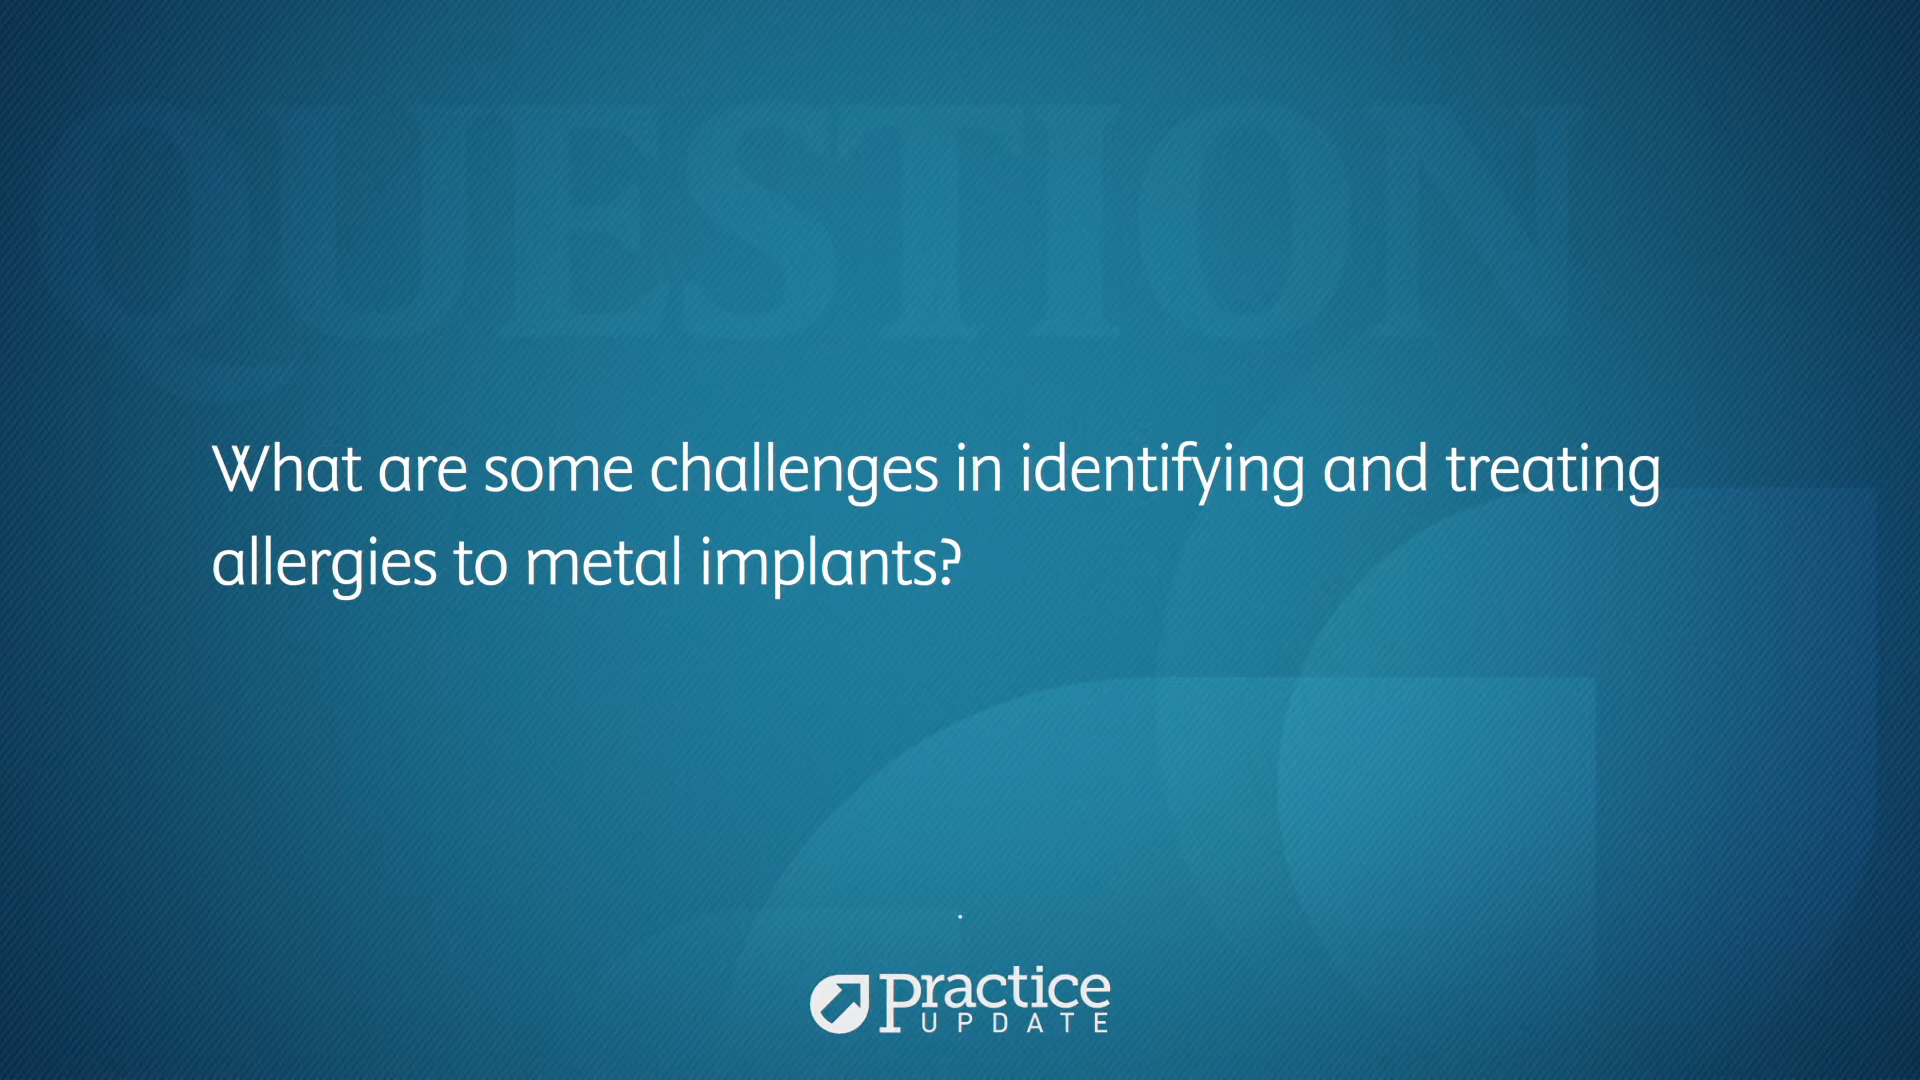 QUESTION
What are some challenges in identifying and treating
allergies to metal implants?
.
Practice
UPDATE